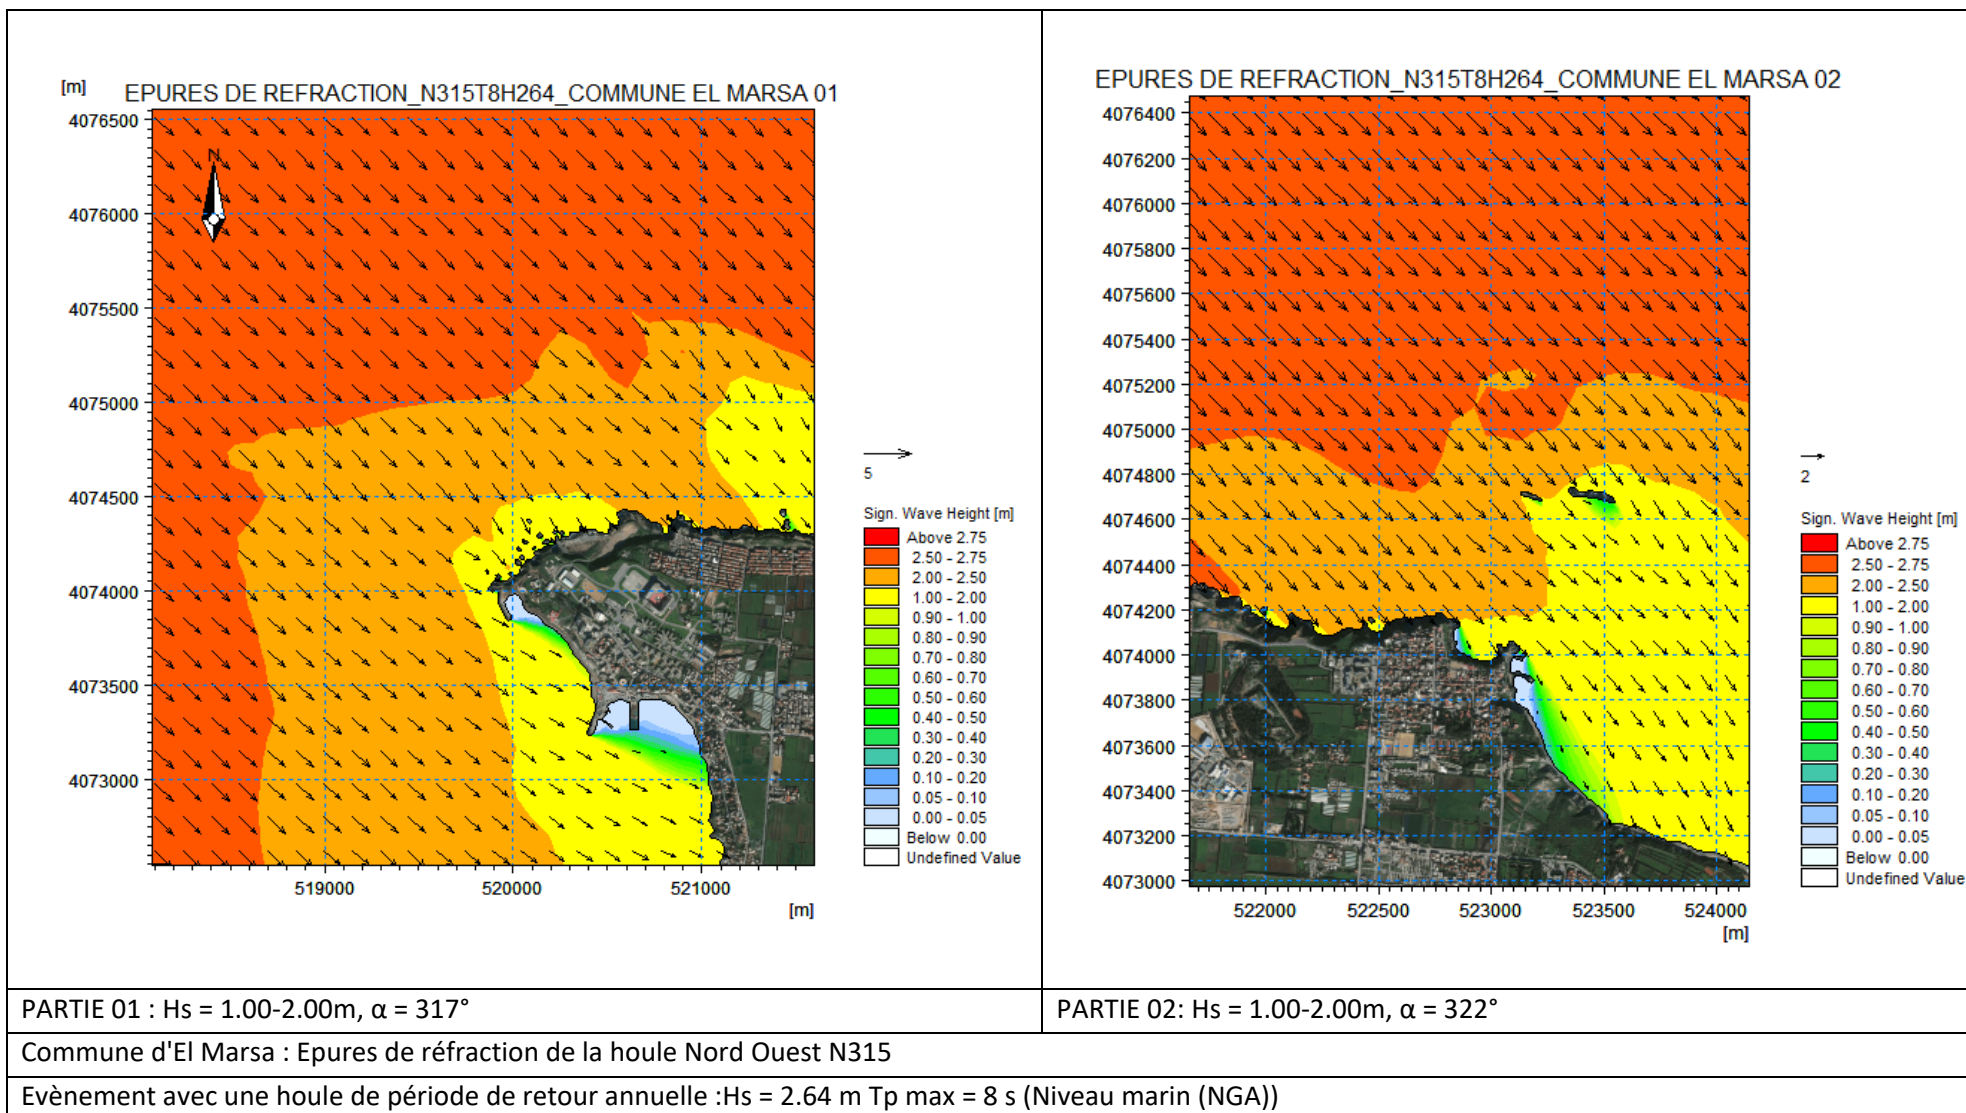 [m]
EPURES DE REFRACTION_N315T8H264_COMMUNE EL MARSA 01
4076500
4076000
4075500
4075000
4074500
4074000
4073500
4073000
N
519000
520000
521000
[m]
5
Sign. Wave Height [m]
Above 2.75
2.50 - 2.75
2.00 - 2.50
1.00 - 2.00
0.90 - 1.00
0.80 - 0.90
0.70 - 0.80
0.60 - 0.70
0.50 - 0.60
0.40 - 0.50
0.30 - 0.40
0.20 - 0.30
0.10 - 0.20
0.05 - 0.10
0.00 - 0.05
Below 0.00
Undefined Value
EPURES DE REFRACTION_N315T8H264_COMMUNE EL MARSA 02
4076400
4076200
4076000
4075800
4075600
4075400
4075200
4075000
4074800
4074600
4074400
4074200
4074000
4073800
4073600
4073400
4073200
4073000
522000
522500
523000
523500
524000
[m]
2
Sign. Wave Height [m]
Above 2.75
2.50 - 2.75
2.00 - 2.50
1.00 - 2.00
0.90 - 1.00
0.80 - 0.90
0.70 - 0.80
0.60 - 0.70
0.50 - 0.60
0.40 - 0.50
0.30 - 0.40
0.20 - 0.30
0.10 - 0.20
0.05 - 0.10
0.00 - 0.05
Below 0.00
Undefined Value
PARTIE 01 : Hs = 1.00-2.00m, α = 317°
PARTIE 02: Hs = 1.00-2.00m, α = 322°
Commune d'El Marsa : Epures de réfraction de la houle Nord Ouest N315
Evènement avec une houle de période de retour annuelle :Hs = 2.64 m Tp max = 8 s (Niveau marin (NGA))